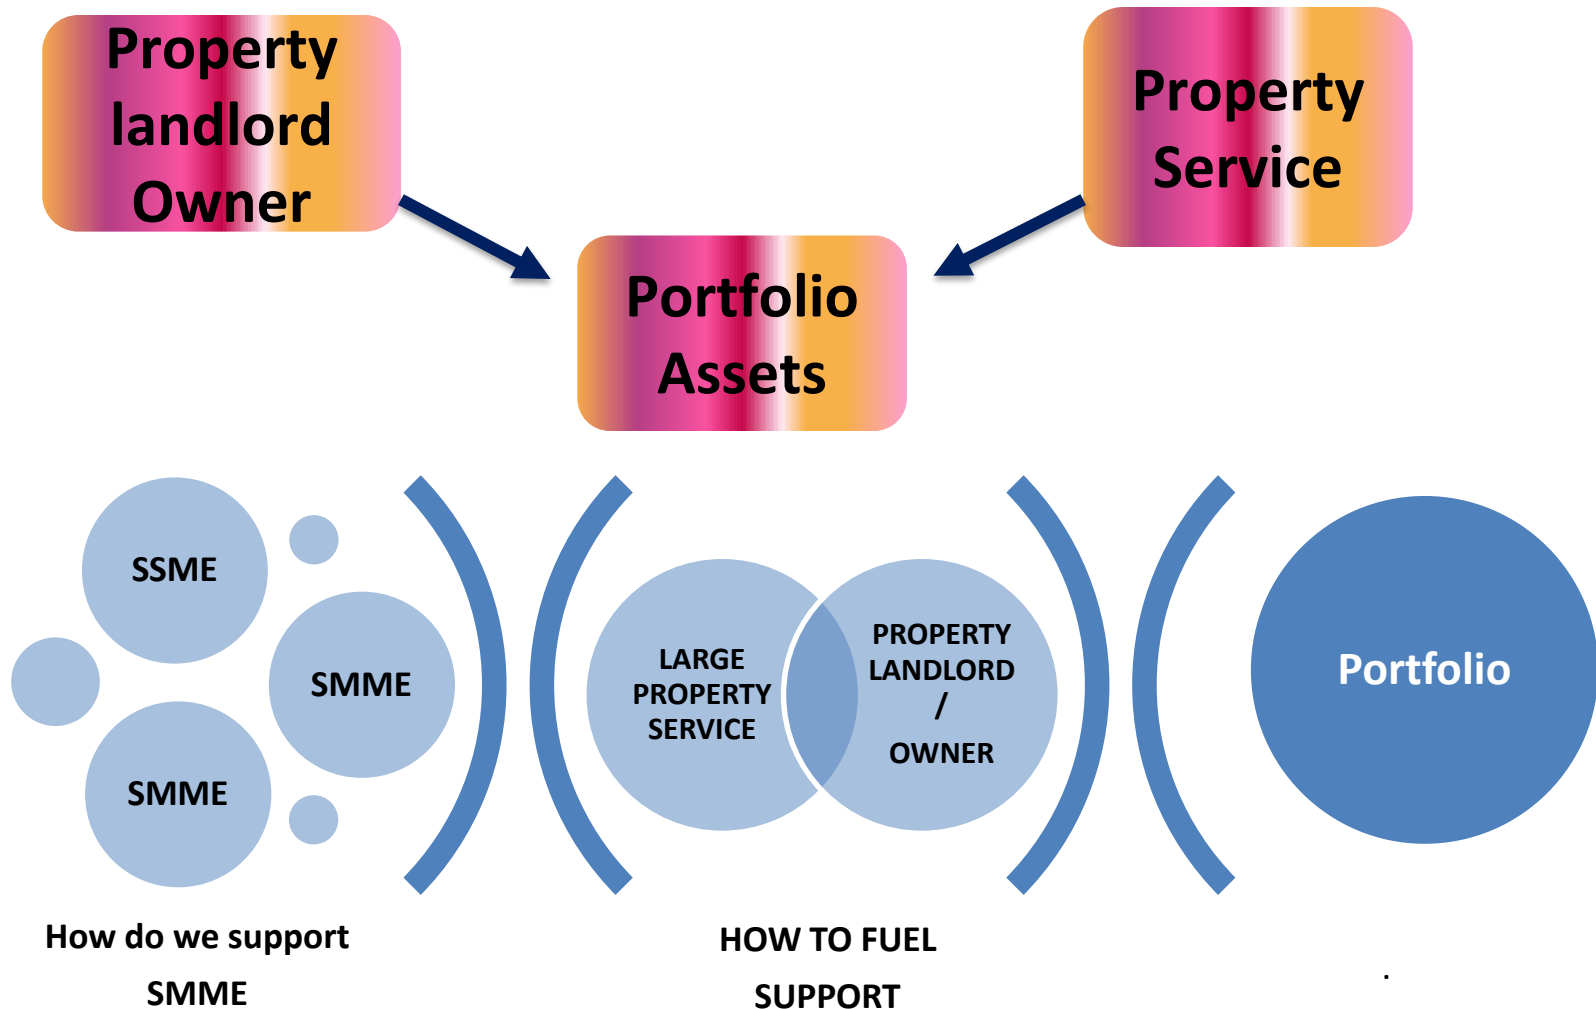 Property
landlord
Owner
Property
Service
Portfolio
Assets
SSME
SMME
SMME
LARGE
PROPERTY
SERVICE
PROPERTY
LANDLORD
/
OWNER
Portfolio
How do we support
SMME
HOW TO FUEL
SUPPORT
.